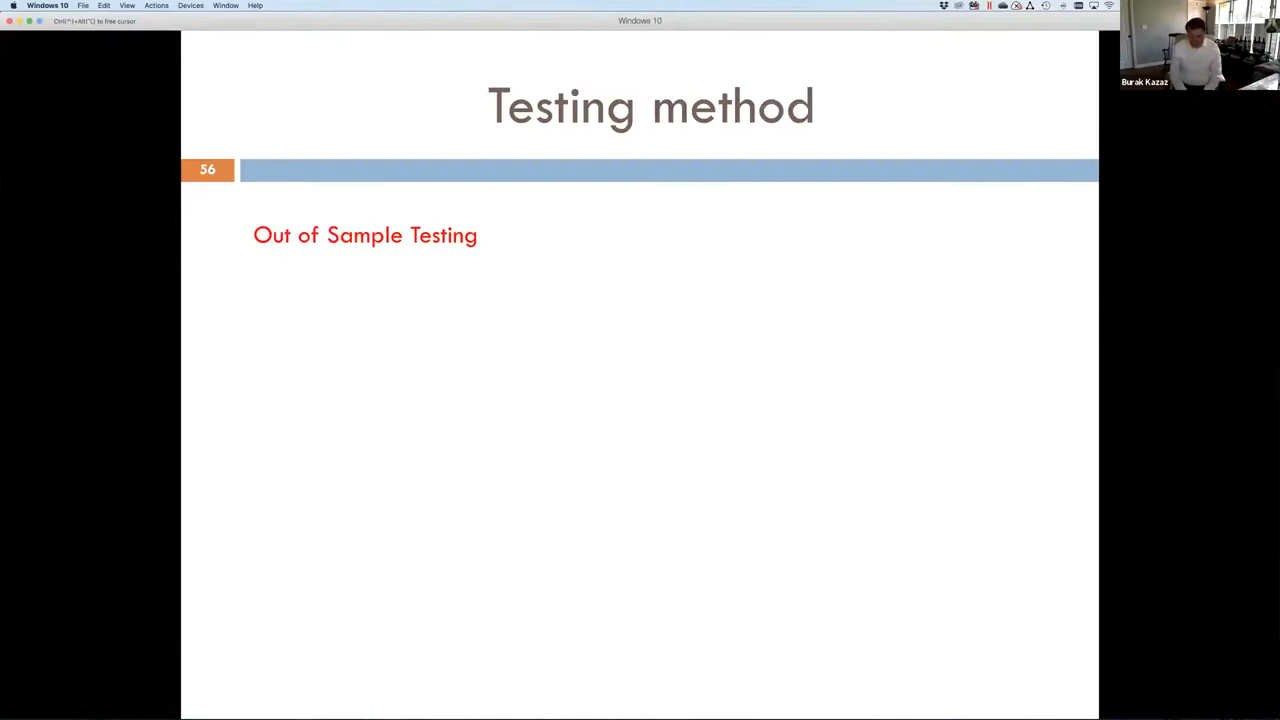 Windows 10 File Edit View Actions Devices Window Help
Ctrl(^)+Alt(⌥) to free cursor
Windows 10
Burak Kazaz
Testing method
56
Out of Sample Testing